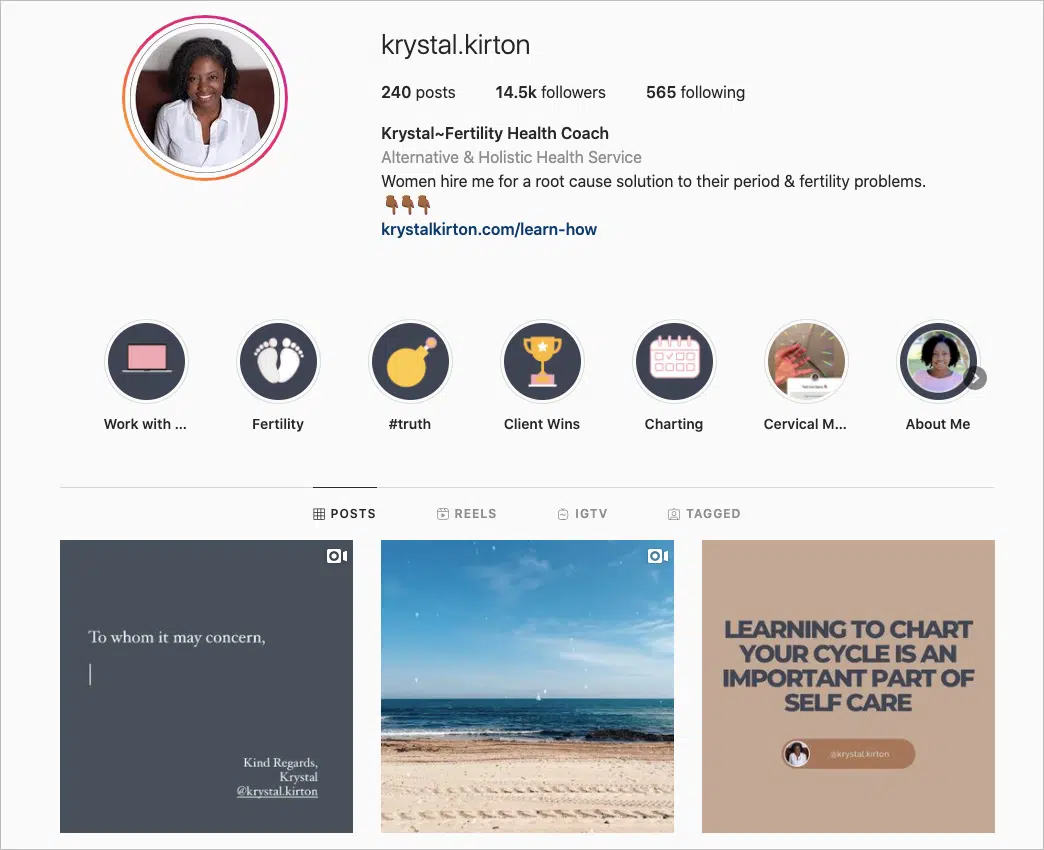 krystal.kirton
240 posts 14.5k followers 565 following
Krystal~Fertility Health Coach
Alternative & Holistic Health Service
Women hire me for a root cause solution to their period & fertility problems.
👇🏾👇🏾👇🏾
krystalkirton.com/learn-how
Work with ... Fertility #truth Client Wins Charting Cervical M... About Me
POSTS REELS IGTV TAGGED
To whom it may concern,
Kind Regards,
Krystal
@krystal.kirton
LEARNING TO CHART
YOUR CYCLE IS AN
IMPORTANT PART OF
SELF CARE
@krystal.kirton